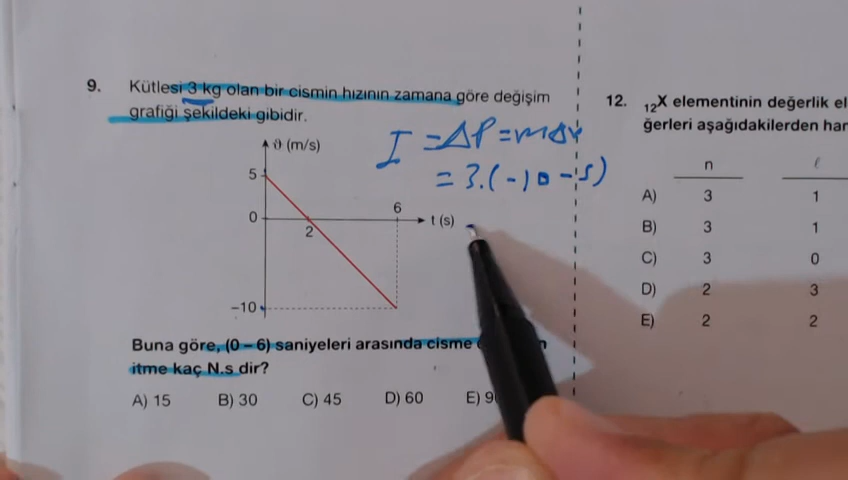 9. Kütlesi 3 kg olan bir cismin hızının zamana göre değişim
grafiği şekildeki gibidir.
ϑ (m/s)
5
0
2
6
t (s)
−10
I = ΔP = mΔv
= 3.(-10 - 5)
Buna göre, (0 – 6) saniyeleri arasında cisme
itme kaç N.s dir?
A) 15 B) 30 C) 45 D) 60 E) 9
12. ₁₂X elementinin değerlik el
ğerleri aşağıdakilerden han
n ℓ
A) 3 1
B) 3 1
C) 3 0
D) 2 3
E) 2 2